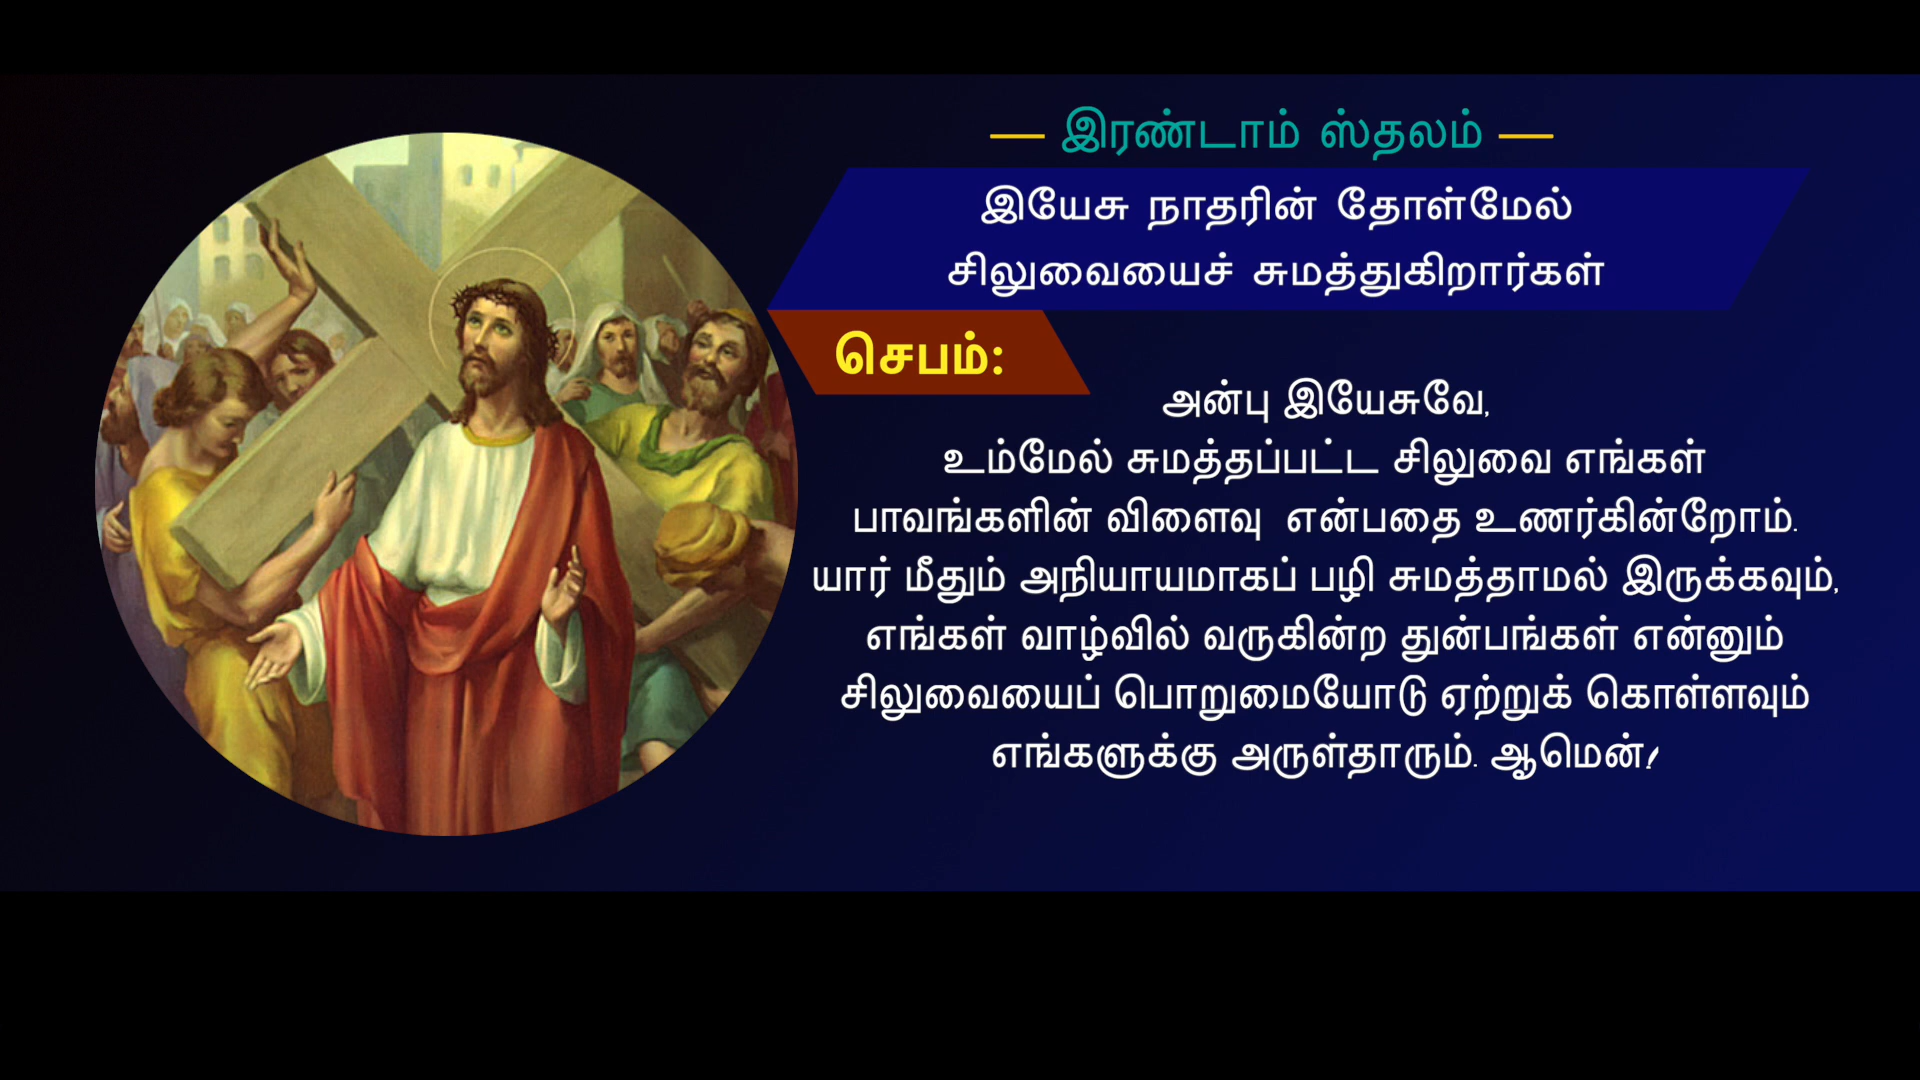 இரண்டாம் ஸ்தலம்
இயேசு நாதரின் தோள்மேல்
சிலுவையைச் சுமத்துகிறார்கள்
செபம்:
அன்பு இயேசுவே,
உம்மேல் சுமத்தப்பட்ட சிலுவை எங்கள்
பாவங்களின் விளைவு என்பதை உணர்கின்றோம்.
யார் மீதும் அநியாயமாகப் பழி சுமத்தாமல் இருக்கவும்,
எங்கள் வாழ்வில் வருகின்ற துன்பங்கள் என்னும்
சிலுவையைப் பொறுமையோடு ஏற்றுக் கொள்ளவும்
எங்களுக்கு அருள்தாரும். ஆமென்!